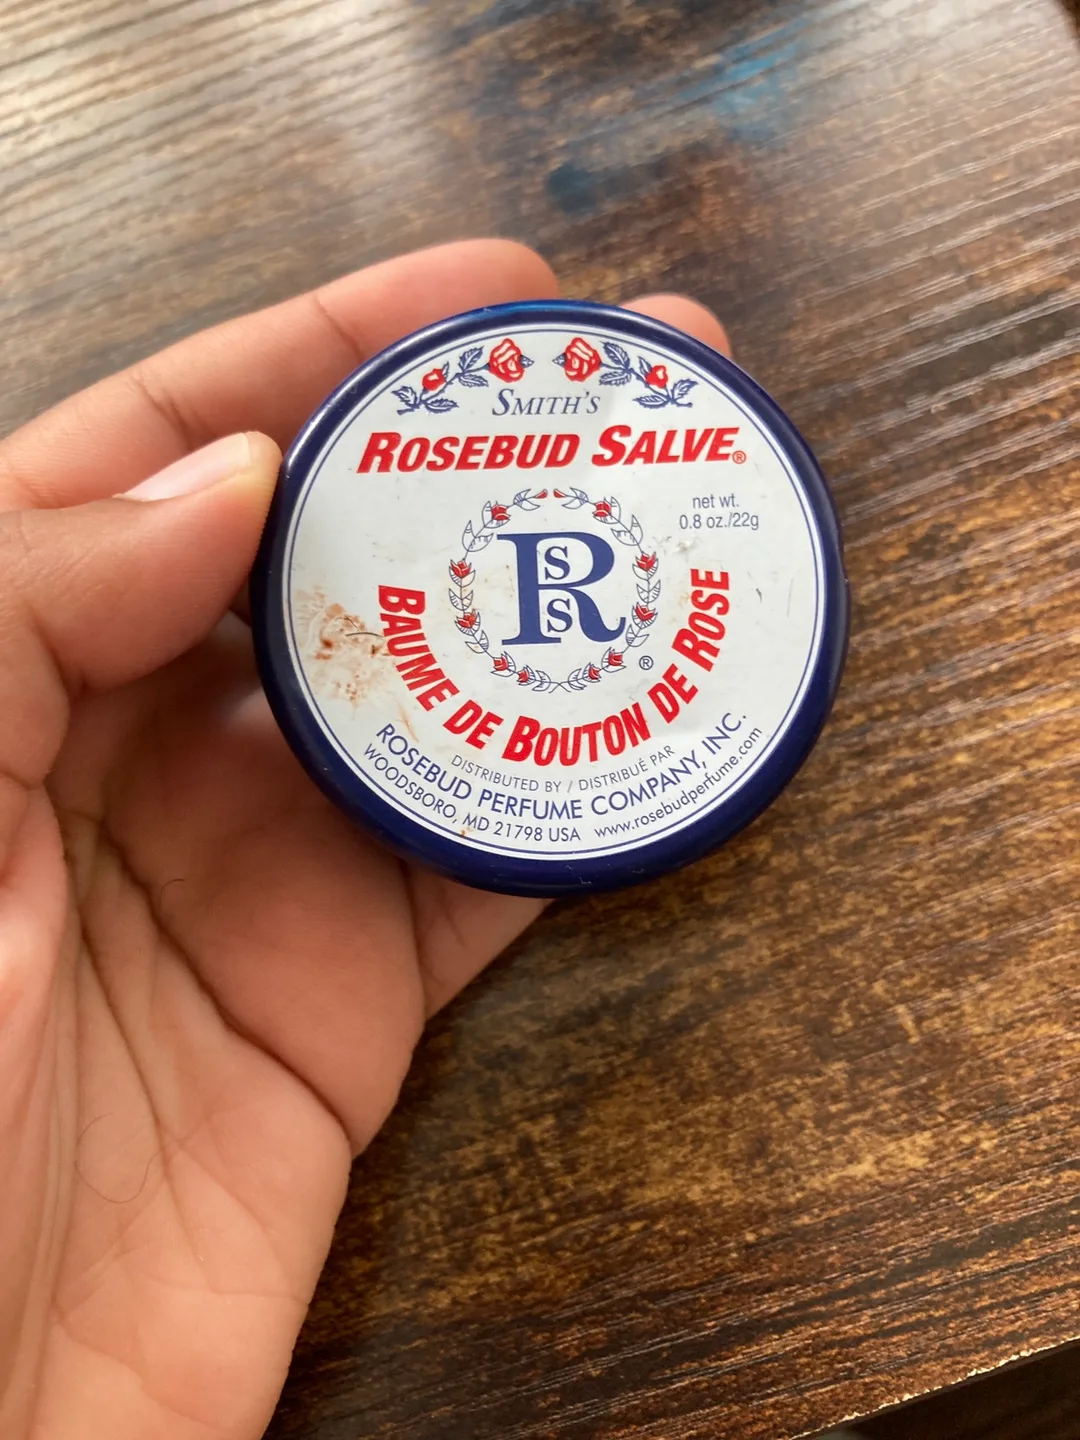 SMITH'S
ROSEBUD SALVE®
net wt.
0.8 oz./22g
RSS
®
BAUME DE BOUTON DE ROSE
DISTRIBUTED BY / DISTRIBUÉ PAR
ROSEBUD PERFUME COMPANY, INC.
WOODSBORO, MD 21798 USA www.rosebudperfume.com